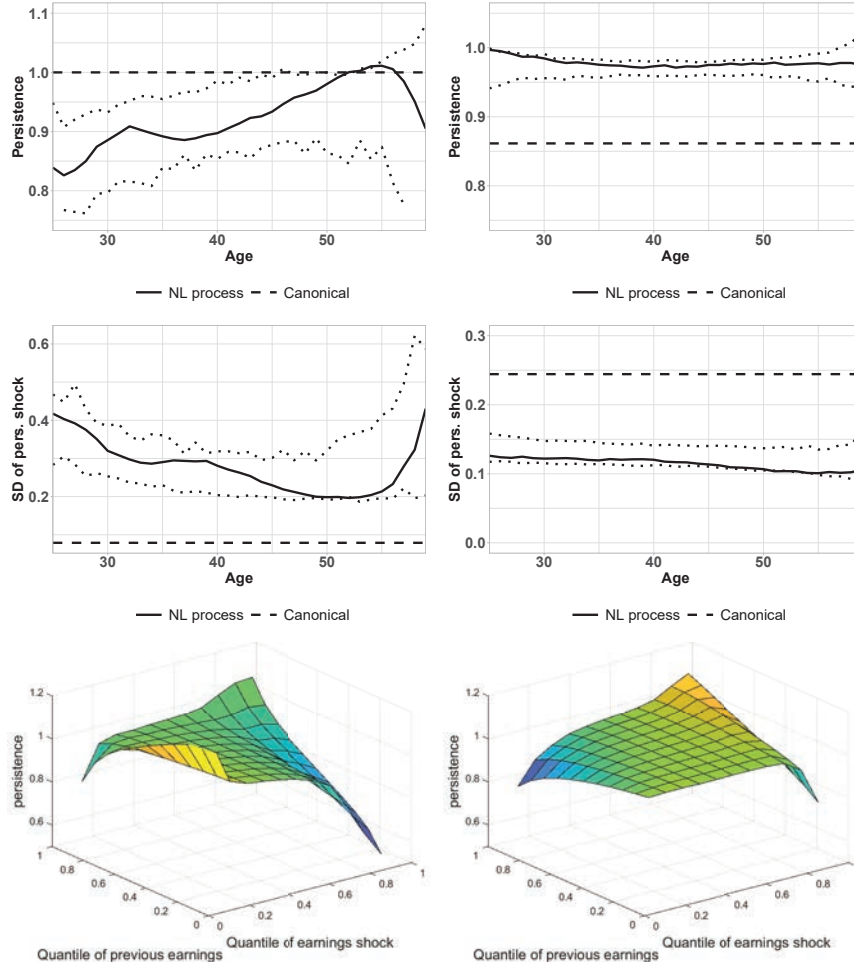 1.1
1.0
0.9
0.8
Persistence
30 40 50
Age
NL process Canonical
1.0
0.9
0.8
Persistence
30 40 50
Age
NL process Canonical
0.6
0.4
0.2
SD of pers. shock
30 40 50
Age
NL process Canonical
0.3
0.2
0.1
0.0
SD of pers. shock
30 40 50
Age
NL process Canonical
1.2
1
0.8
0.6
persistence
1
0.8
0.6
0.4
0.2
0
0
0.2
0.4
0.6
0.8
1
Quantile of previous earnings
Quantile of earnings shock
1.2
1
0.8
0.6
persistence
1
0.8
0.6
0.4
0.2
0
0
0.2
0.4
0.6
0.8
Quantile of previous earnings
Quantile of earnings shock